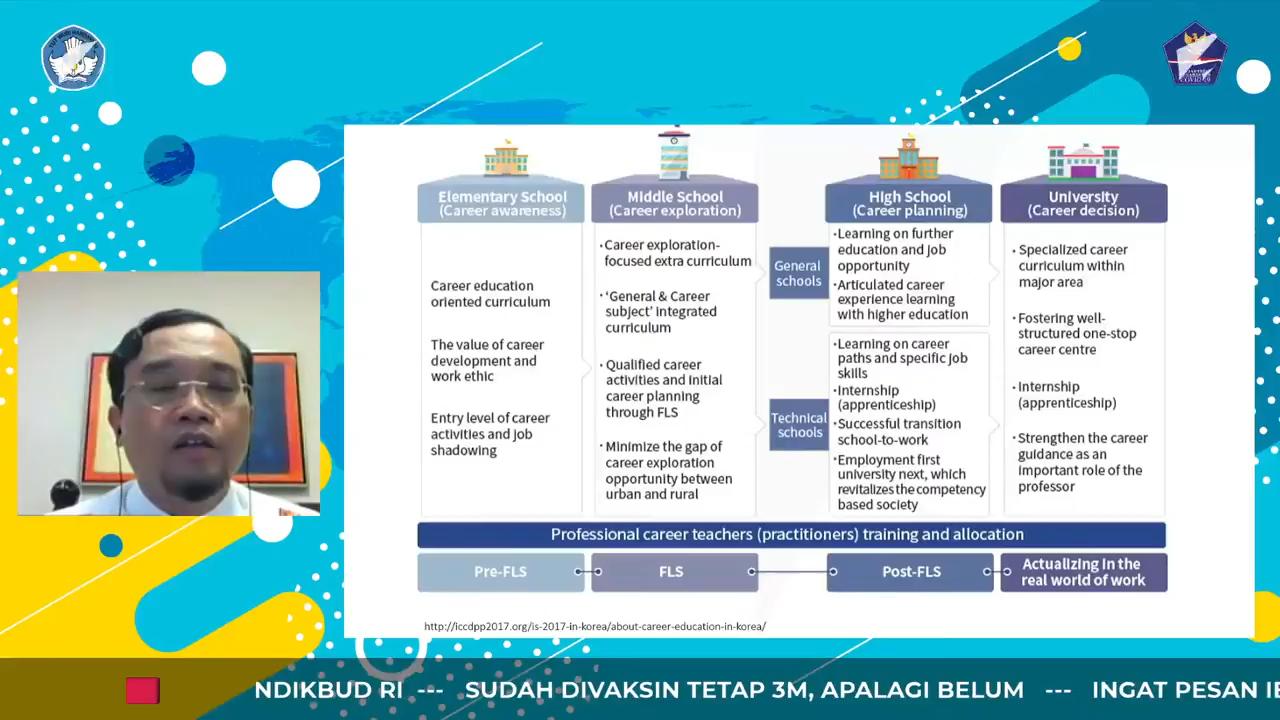 Elementary School
(Career awareness)
Career education
oriented curriculum
The value of career
development and
work ethic
Entry level of career
activities and job
shadowing
Middle School
(Career exploration)
·Career exploration-
focused extra curriculum
·‘General & Career
subject’ integrated
curriculum
·Qualified career
activities and initial
career planning
through FLS
·Minimize the gap of
career exploration
opportunity between
urban and rural
General
schools
Technical
schools
High School
(Career planning)
·Learning on further
education and job
opportunity
·Articulated career
experience learning
with higher education
·Learning on career
paths and specific job
skills
·Internship
(apprenticeship)
·Successful transition
school-to-work
·Employment first
university next, which
revitalizes the competency
based society
University
(Career decision)
·Specialized career
curriculum within
major area
·Fostering well-
structured one-stop
career centre
·Internship
(apprenticeship)
·Strengthen the career
guidance as an
important role of the
professor
Professional career teachers (practitioners) training and allocation
Pre-FLS
FLS
Post-FLS
Actualizing in the
real world of work
http://iccdpp2017.org/is-2017-in-korea/about-career-education-in-korea/
NDIKBUD RI --- SUDAH DIVAKSIN TETAP 3M, APALAGI BELUM --- INGAT PESAN IB